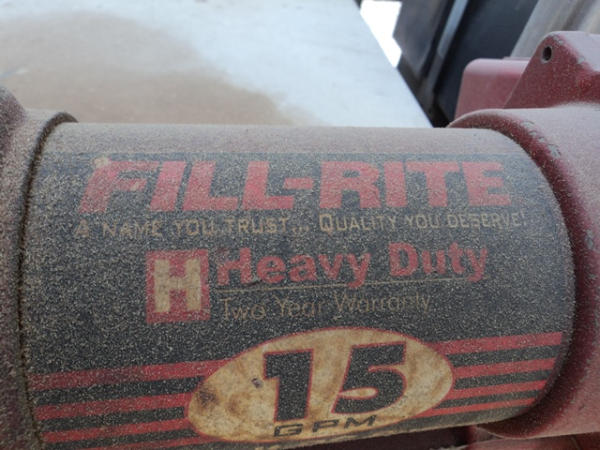 FILL-RITE
A NAME YOU TRUST... QUALITY YOU DESERVE!
H Heavy Duty
Two Year Warranty
15
GPM